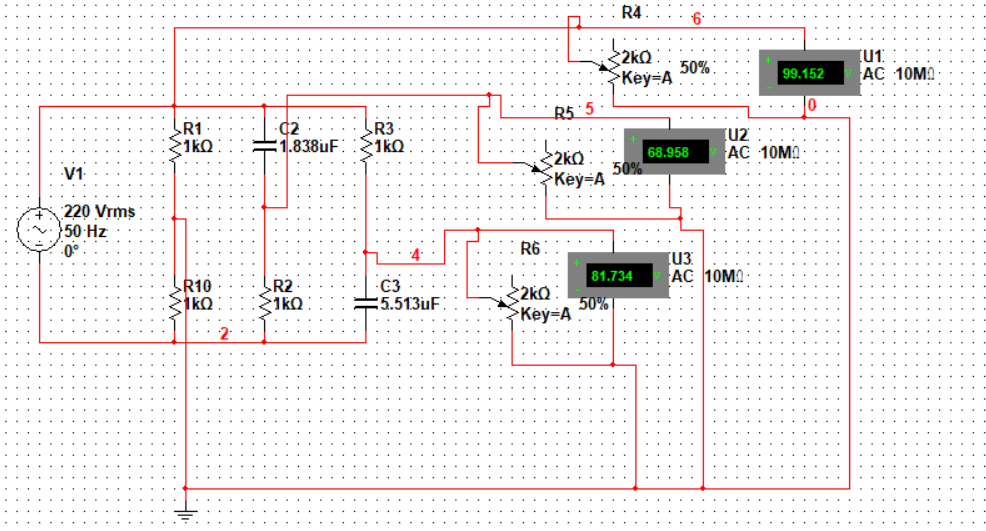 R4
6
2kΩ
Key=A
50%
U1
99.152
AC 10MΩ
0
R1
1kΩ
C2
1.838uF
R3
1kΩ
R5
5
2kΩ
Key=A
50%
U2
68.958
AC 10MΩ
V1
220 Vrms
50 Hz
0°
4
R6
2kΩ
Key=A
50%
U3
81.734
AC 10MΩ
R10
1kΩ
R2
1kΩ
C3
5.513uF
2